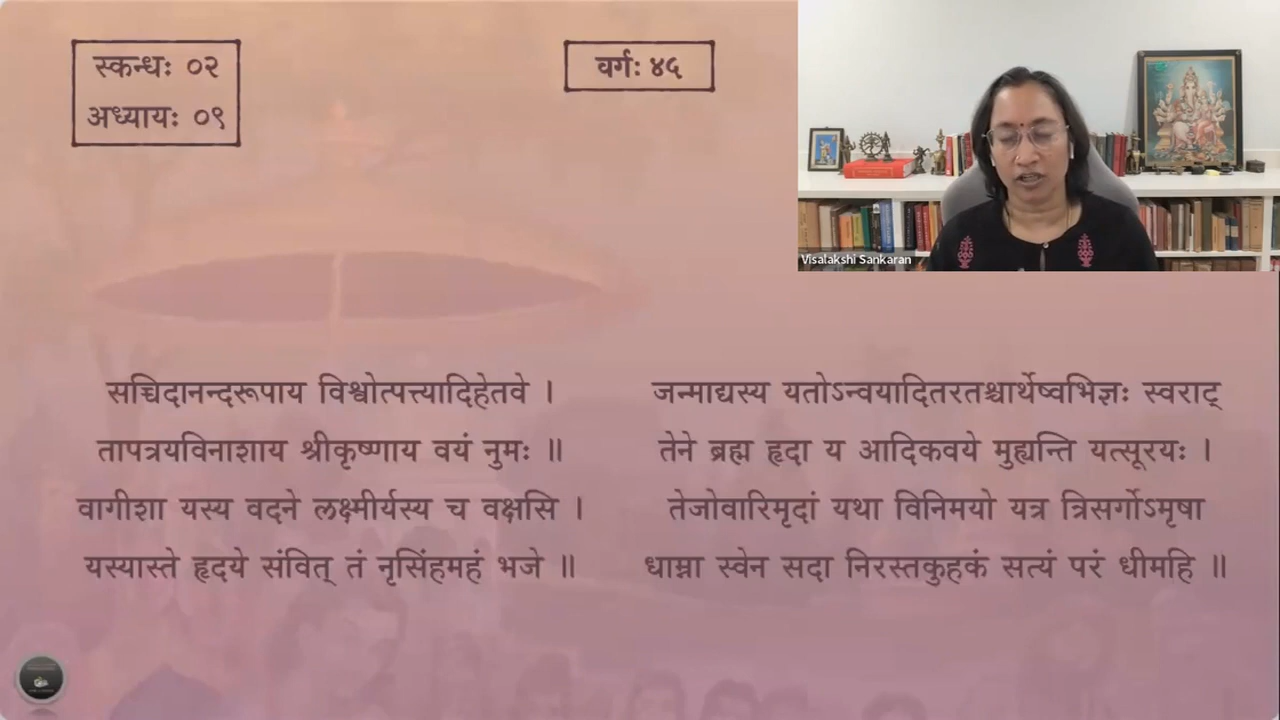 स्कन्धः ०२
अध्यायः ०९
वर्गः ४५
सच्चिदानन्दरूपाय विश्वोत्पत्त्यादिहेतवे ।
तापत्रयविनाशाय श्रीकृष्णाय वयं नुमः ॥
वागीशा यस्य वदने लक्ष्मीर्यस्य च वक्षसि ।
यस्यास्ते हृदये संवित् तं नृसिंहमहं भजे ॥
जन्माद्यस्य यतोऽन्वयादितरतश्चार्थेष्वभिज्ञः स्वराट्
तेने ब्रह्म हृदा य आदिकवये मुह्यन्ति यत्सूरयः ।
तेजोवारिमृदां यथा विनिमयो यत्र त्रिसर्गोऽमृषा
धाम्ना स्वेन सदा निरस्तकुहकं सत्यं परं धीमहि ॥
Visalakshi Sankaran